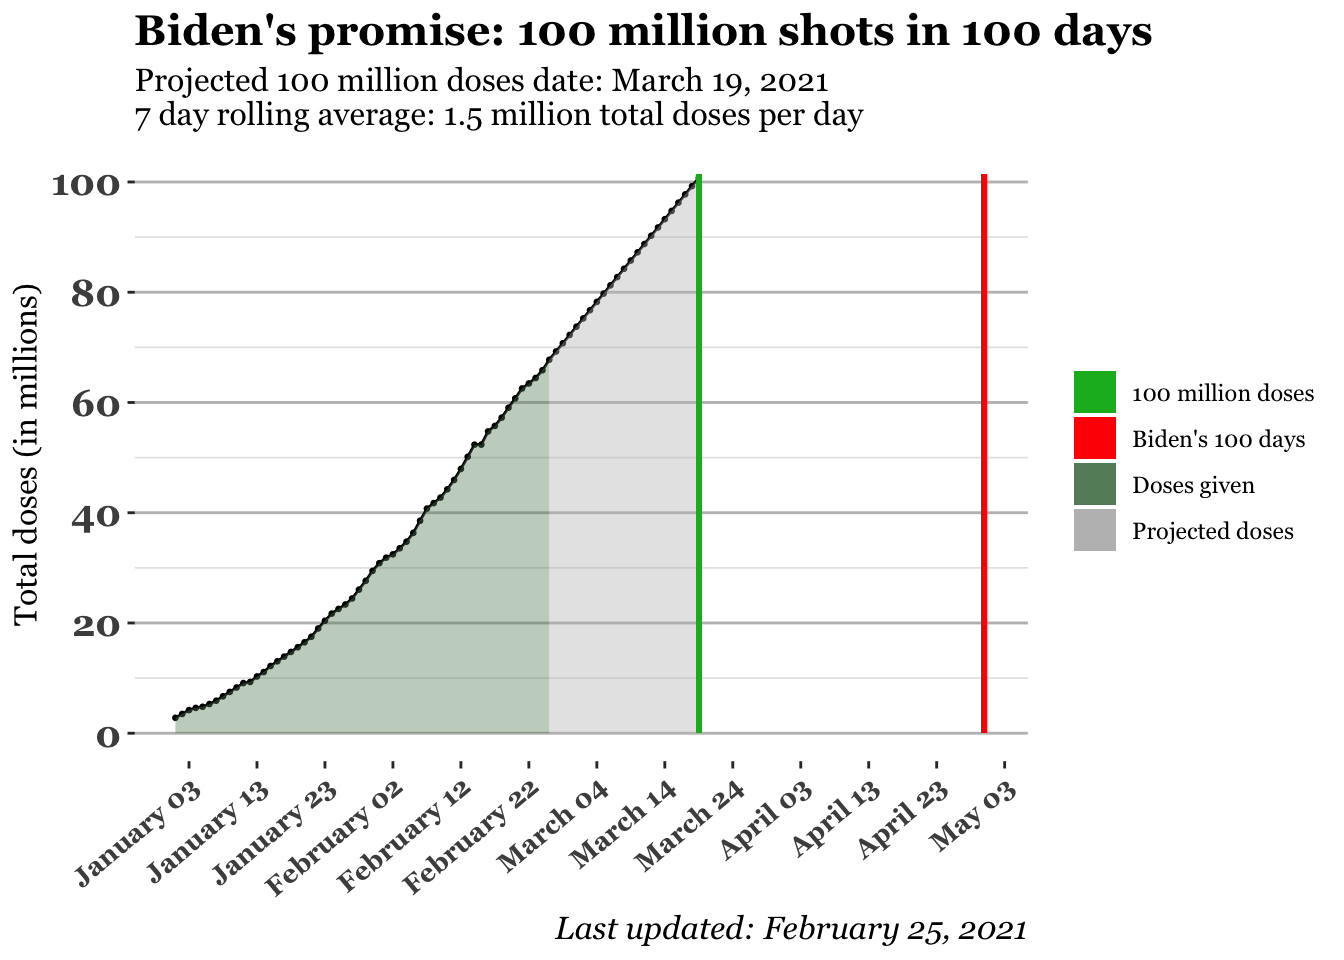 Biden's promise: 100 million shots in 100 days
Projected 100 million doses date: March 19, 2021
7 day rolling average: 1.5 million total doses per day
Total doses (in millions)
100
80
60
40
20
0
January 03
January 13
January 23
February 02
February 12
February 22
March 04
March 14
March 24
April 03
April 13
April 23
May 03
100 million doses
Biden's 100 days
Doses given
Projected doses
Last updated: February 25, 2021